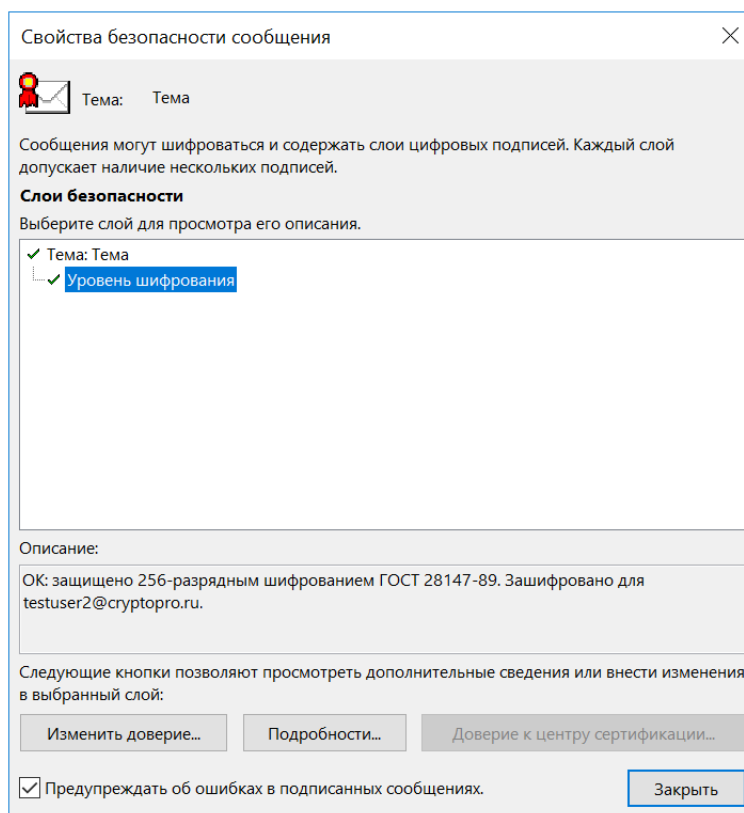 Свойства безопасности сообщения
Тема: Тема
Сообщения могут шифроваться и содержать слои цифровых подписей. Каждый слой
допускает наличие нескольких подписей.
Слои безопасности
Выберите слой для просмотра его описания.
Тема: Тема
Уровень шифрования
Описание:
ОК: защищено 256-разрядным шифрованием ГОСТ 28147-89. Зашифровано для
testuser2@cryptopro.ru.
Следующие кнопки позволяют просмотреть дополнительные сведения или внести изменения
в выбранный слой:
Изменить доверие... Подробности... Доверие к центру сертификации...
Предупреждать об ошибках в подписанных сообщениях. Закрыть